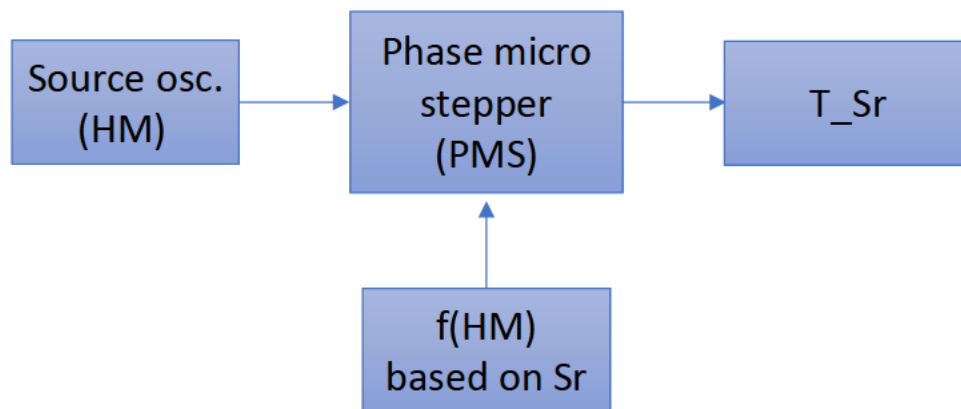 Source osc.
(HM)
Phase micro
stepper
(PMS)
T_Sr
f(HM)
based on Sr